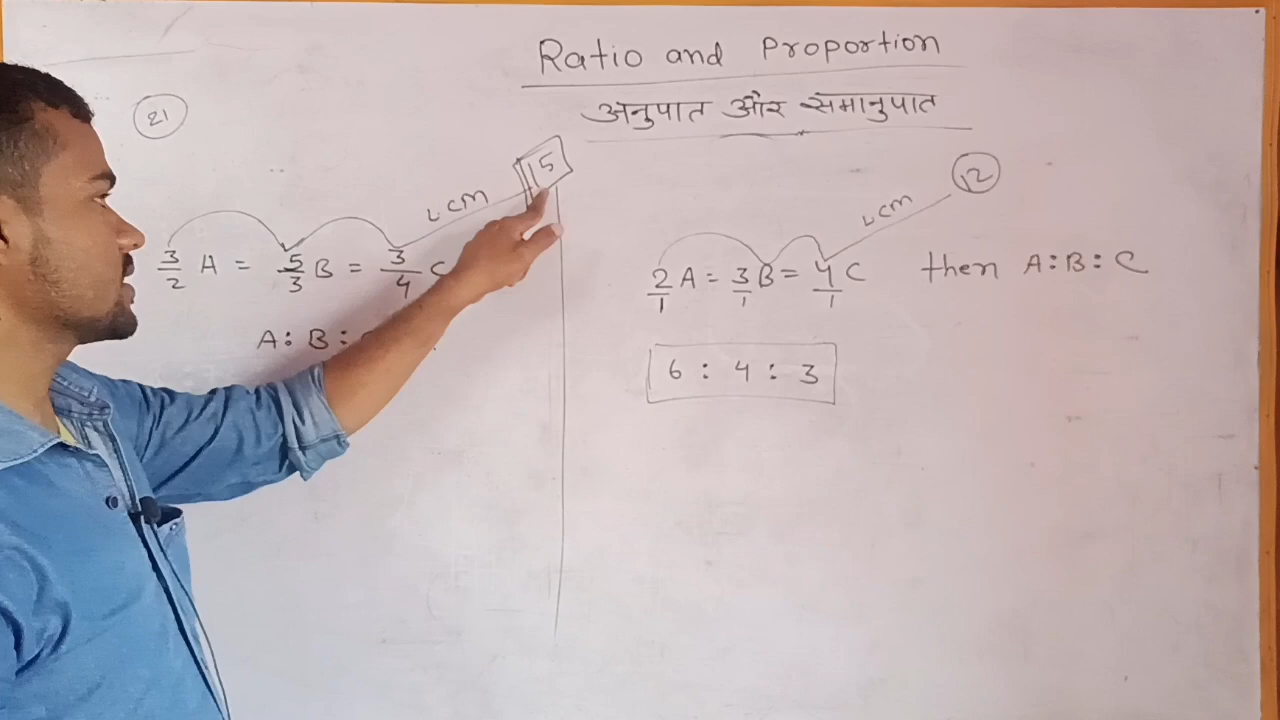 Ratio and Proportion
अनुपात और समानुपात
21
LCM 15
3/2 A = 5/3 B = 3/4 C
A : B :
LCM 12
2/1 A = 3/1 B = 4/1 C then A : B : C
6 : 4 : 3